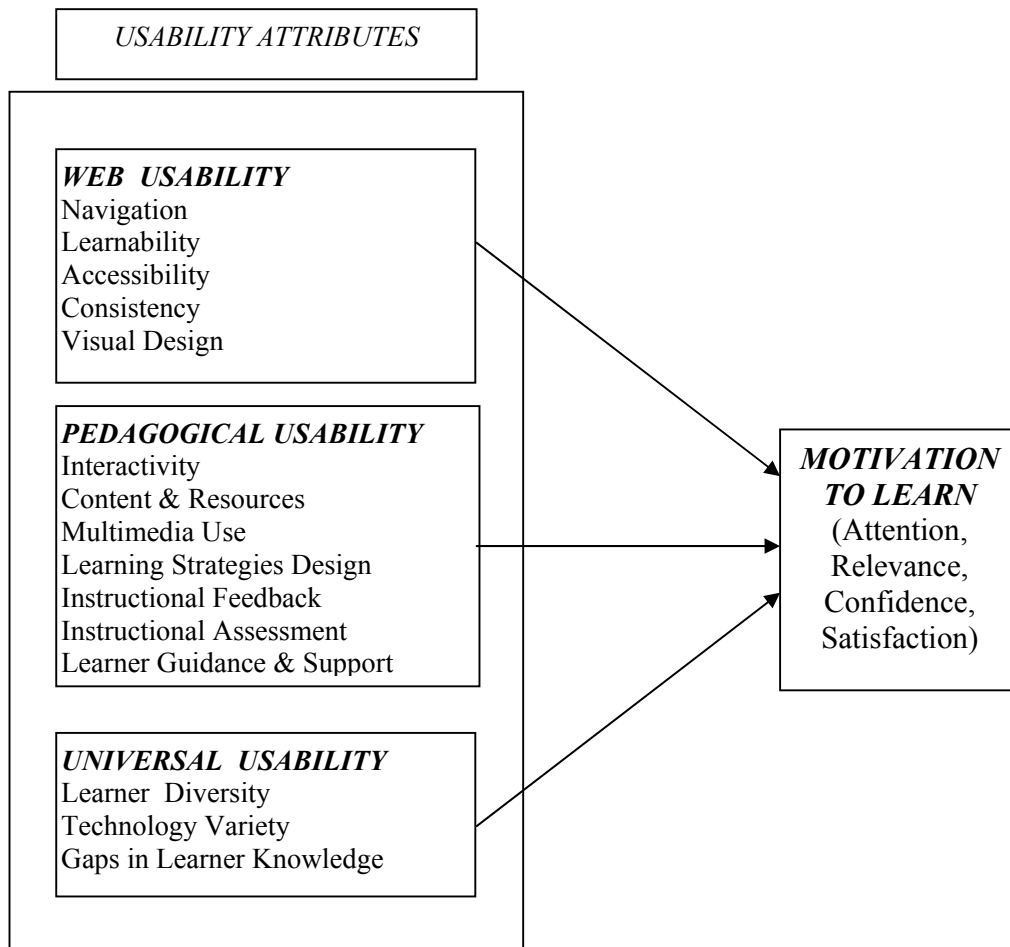 USABILITY ATTRIBUTES
WEB USABILITY
Navigation
Learnability
Accessibility
Consistency
Visual Design
PEDAGOGICAL USABILITY
Interactivity
Content & Resources
Multimedia Use
Learning Strategies Design
Instructional Feedback
Instructional Assessment
Learner Guidance & Support
UNIVERSAL USABILITY
Learner Diversity
Technology Variety
Gaps in Learner Knowledge
MOTIVATION
TO LEARN
(Attention,
Relevance,
Confidence,
Satisfaction)